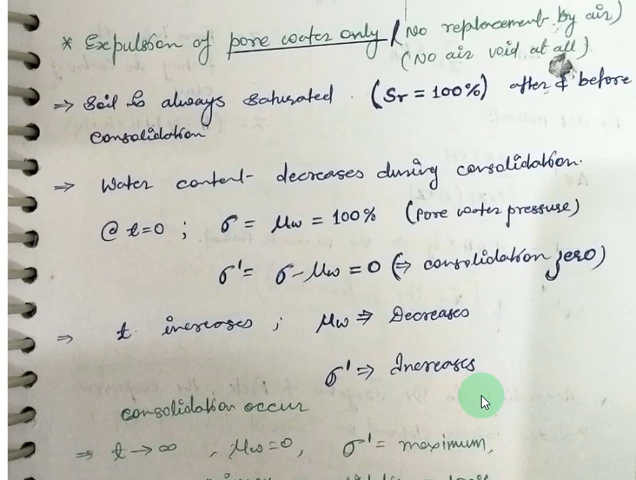 * Expulsion of pore water only (No replacement by air)
(No air void at all)
⇒ Soil is always saturated. (Sr = 100%) after & before
consolidation
⇒ Water content decreases during consolidation.
@ t=0 ; σ = μw = 100% (Pore water pressure)
σ' = σ-μw = 0 (⇒ consolidation zero)
⇒ t increases ; μw ⇒ Decreases
σ' ⇒ Increases
consolidation occur
⇒ t → ∞ , μw=0, σ' = maximum,